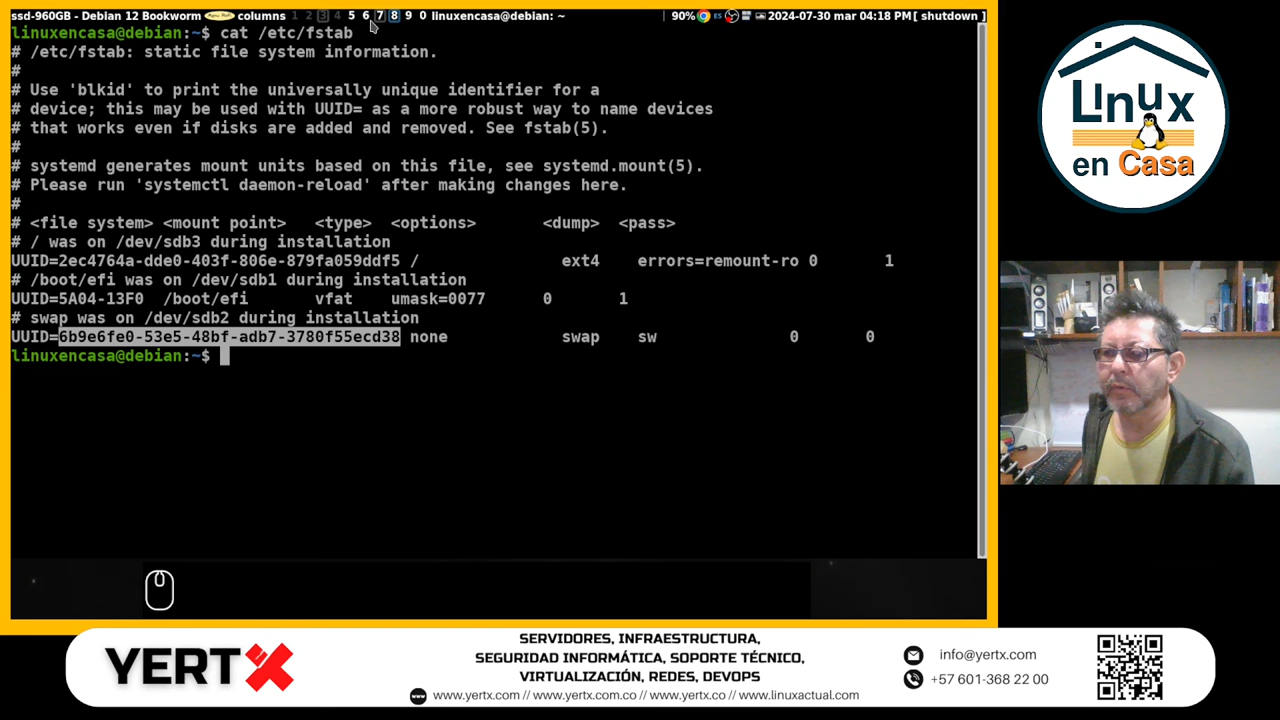 ssd-960GB - Debian 12 Bookworm columns 1 2 3 4 5 6 7 8 9 0 linuxencasa@debian: ~ 90% ES 2024-07-30 mar 04:18 PM[ shutdown ]
linuxencasa@debian:~$ cat /etc/fstab
# /etc/fstab: static file system information.
#
# Use 'blkid' to print the universally unique identifier for a
# device; this may be used with UUID= as a more robust way to name devices
# that works even if disks are added and removed. See fstab(5).
#
# systemd generates mount units based on this file, see systemd.mount(5).
# Please run 'systemctl daemon-reload' after making changes here.
#
# <file system> <mount point>   <type>  <options>       <dump>  <pass>
# / was on /dev/sdb3 during installation
UUID=2ec4764a-dde0-403f-806e-879fa059ddf5 /               ext4    errors=remount-ro 0       1
# /boot/efi was on /dev/sdb1 during installation
UUID=5A04-13F0  /boot/efi       vfat    umask=0077      0       1
# swap was on /dev/sdb2 during installation
UUID=6b9e6fe0-53e5-48bf-adb7-3780f55ecd38 none            swap    sw              0       0
linuxencasa@debian:~$
Linux
en Casa
YERTX
SERVIDORES, INFRAESTRUCTURA,
SEGURIDAD INFORMÁTICA, SOPORTE TÉCNICO,
VIRTUALIZACIÓN, REDES, DEVOPS
www.yertx.com // www.yertx.com.co // www.yertx.co // www.linuxactual.com
info@yertx.com
+57 601-368 22 00